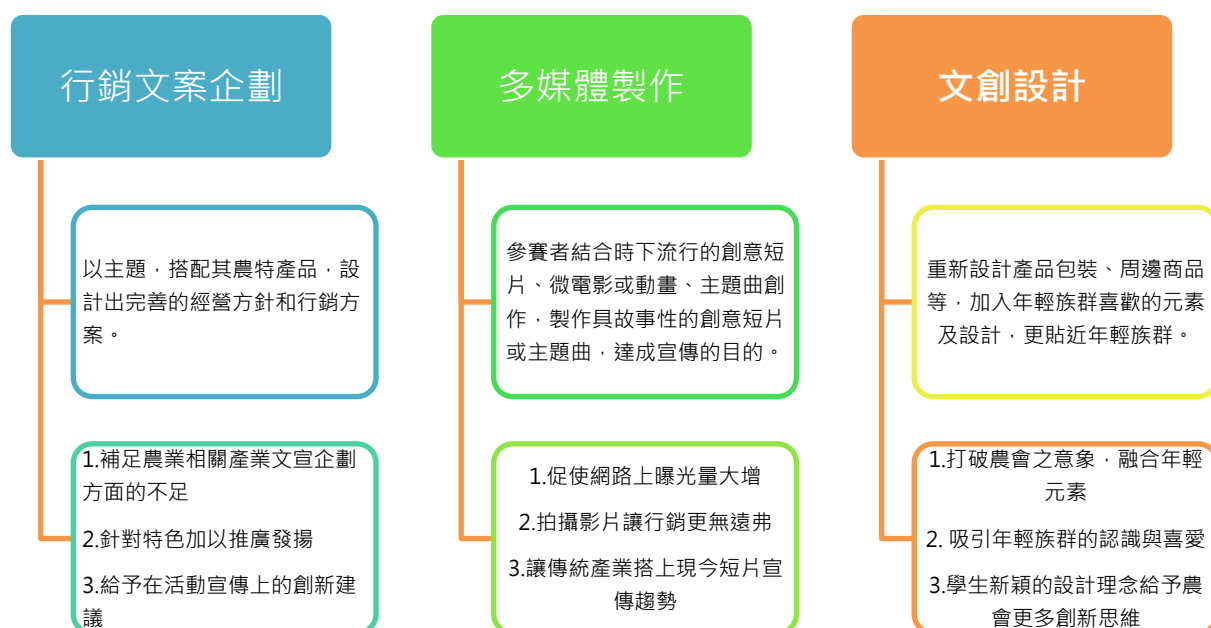 行銷文案企劃
以主題，搭配其農特產品，設
計出完善的經營方針和行銷方
案。
1.補足農業相關產業文宣企劃
方面的不足
2.針對特色加以推廣發揚
3.給予在活動宣傳上的創新建
議
多媒體製作
參賽者結合時下流行的創意短
片、微電影或動畫、主題曲創
作，製作具故事性的創意短片
或主題曲，達成宣傳的目的。
1.促使網路上曝光量大增
2.拍攝影片讓行銷更無遠弗
3.讓傳統產業搭上現今短片宣
傳趨勢
文創設計
重新設計產品包裝、周邊商品
等，加入年輕族群喜歡的元素
及設計，更貼近年輕族群。
1.打破農會之意象，融合年輕
元素
2. 吸引年輕族群的認識與喜愛
3.學生新穎的設計理念給予農
會更多創新思維